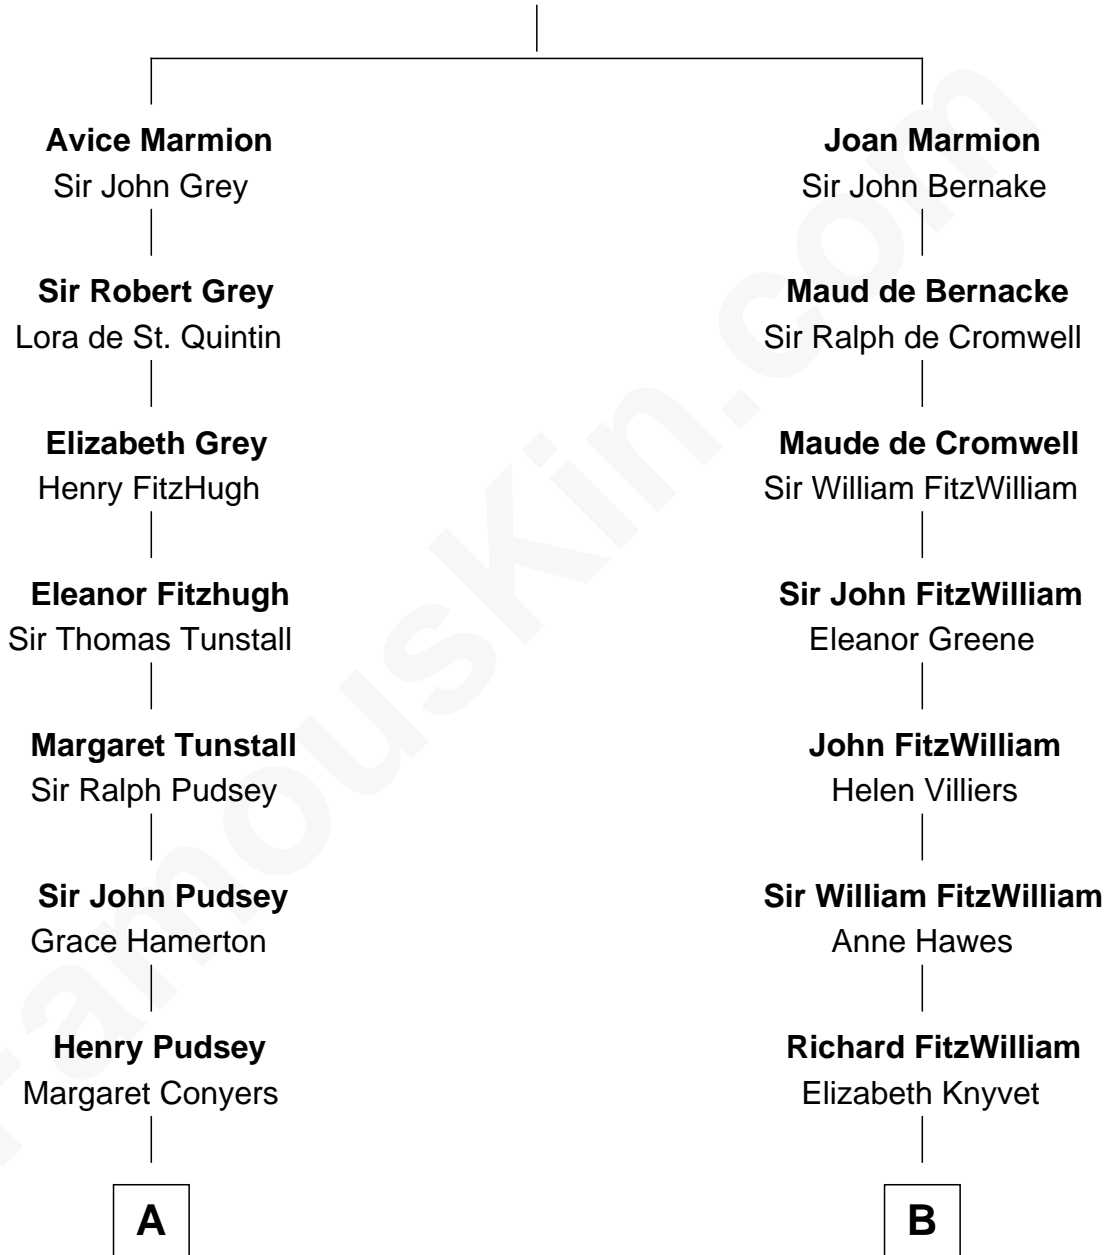 Avice Marmion
Sir John Grey
Sir Robert Grey
Lora de St. Quintin
Elizabeth Grey
Henry FitzHugh
Eleanor Fitzhugh
Sir Thomas Tunstall
Margaret Tunstall
Sir Ralph Pudsey
Sir John Pudsey
Grace Hamerton
Henry Pudsey
Margaret Conyers
A
Joan Marmion
Sir John Bernake
Maud de Bernacke
Sir Ralph de Cromwell
Maude de Cromwell
Sir William FitzWilliam
Sir John FitzWilliam
Eleanor Greene
John FitzWilliam
Helen Villiers
Sir William FitzWilliam
Anne Hawes
Richard FitzWilliam
Elizabeth Knyvet
B
FamousKin.com